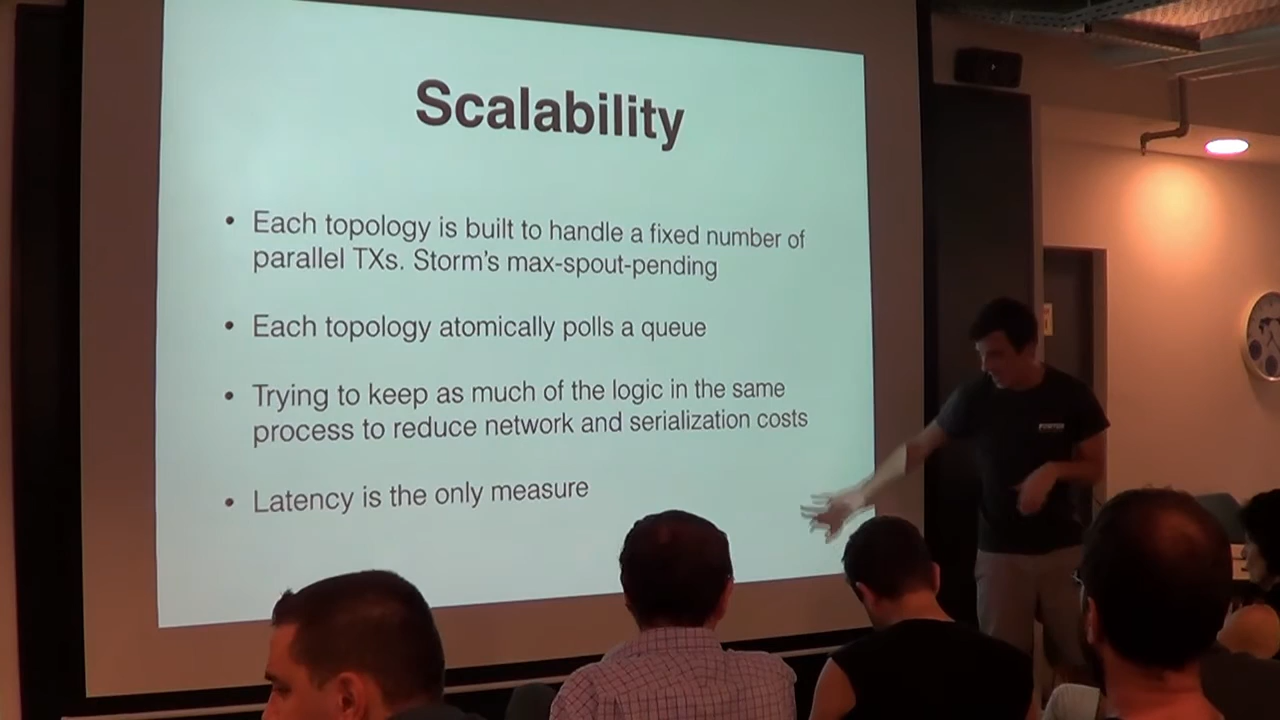 Scalability
• Each topology is built to handle a fixed number of
parallel TXs. Storm's max-spout-pending
• Each topology atomically polls a queue
• Trying to keep as much of the logic in the same
process to reduce network and serialization costs
• Latency is the only measure